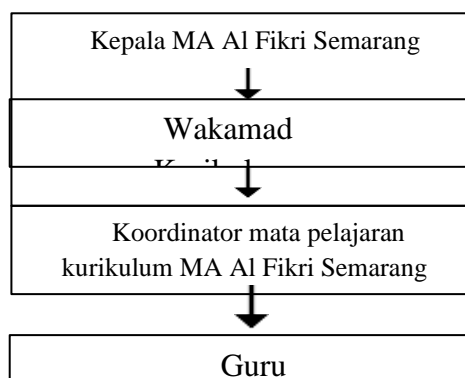 Kepala MA Al Fikri Semarang
Wakamad
Koordinator mata pelajaran
kurikulum MA Al Fikri Semarang
Guru